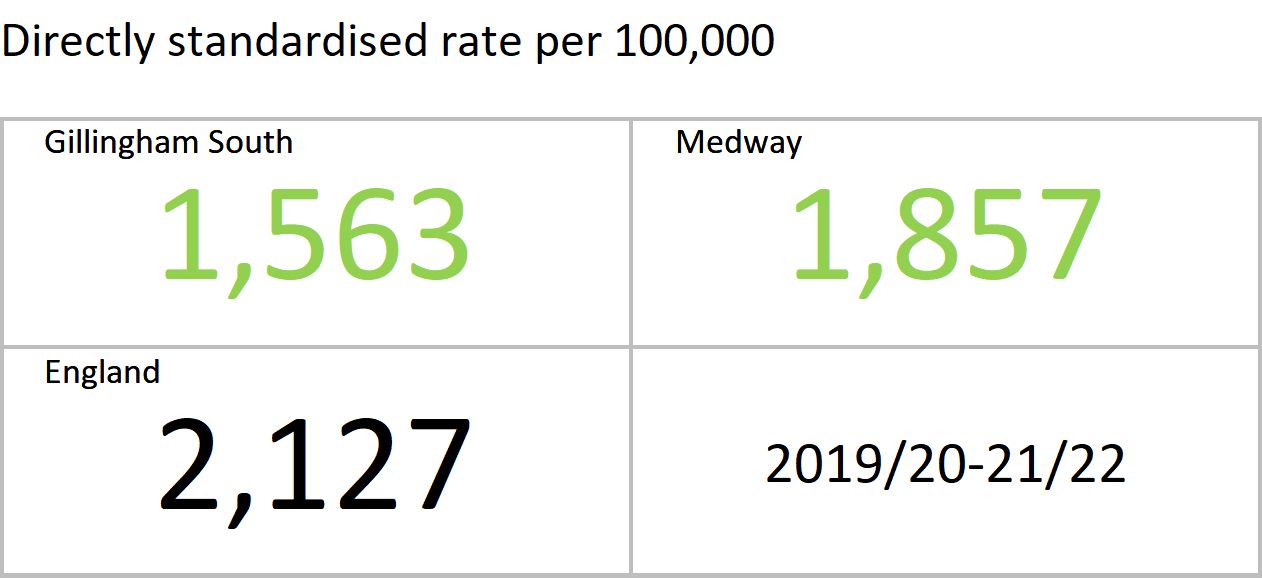 Directly standardised rate per 100,000
Gillingham South
1,563
Medway
1,857
England
2,127
2019/20-21/22